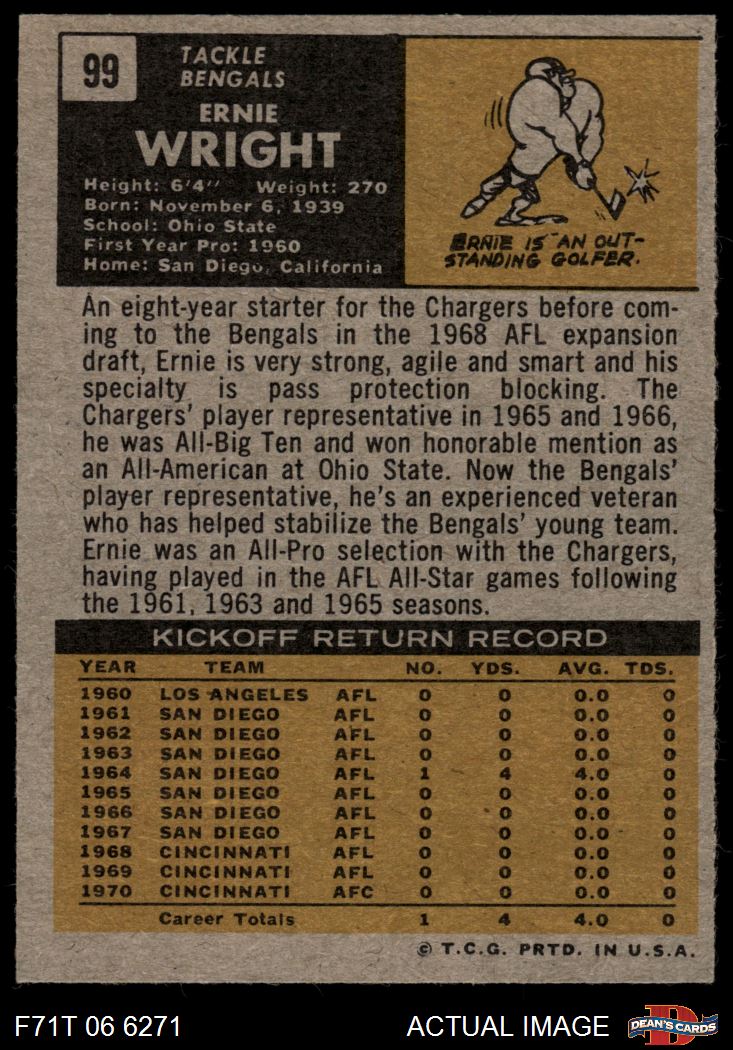 99
TACKLE
BENGALS
ERNIE
WRIGHT
Height: 6'4" Weight: 270
Born: November 6, 1939
School: Ohio State
First Year Pro: 1960
Home: San Diego, California
ERNIE IS AN OUT-
STANDING GOLFER.
An eight-year starter for the Chargers before com-
ing to the Bengals in the 1968 AFL expansion
draft, Ernie is very strong, agile and smart and his
specialty is pass protection blocking. The
Chargers' player representative in 1965 and 1966,
he was All-Big Ten and won honorable mention as
an All-American at Ohio State. Now the Bengals'
player representative, he's an experienced veteran
who has helped stabilize the Bengals' young team.
Ernie was an All-Pro selection with the Chargers,
having played in the AFL All-Star games following
the 1961, 1963 and 1965 seasons.
KICKOFF RETURN RECORD
YEAR TEAM NO. YDS. AVG. TDS.
1960 LOS ANGELES AFL 0 0 0.0 0
1961 SAN DIEGO AFL 0 0 0.0 0
1962 SAN DIEGO AFL 0 0 0.0 0
1963 SAN DIEGO AFL 0 0 0.0 0
1964 SAN DIEGO AFL 1 4 4.0 0
1965 SAN DIEGO AFL 0 0 0.0 0
1966 SAN DIEGO AFL 0 0 0.0 0
1967 SAN DIEGO AFL 0 0 0.0 0
1968 CINCINNATI AFL 0 0 0.0 0
1969 CINCINNATI AFL 0 0 0.0 0
1970 CINCINNATI AFC 0 0 0.0 0
Career Totals 1 4 4.0 0
© T.C.G. PRTD. IN U.S.A.
F71T 06 6271 ACTUAL IMAGE D DEAN'S CARDS